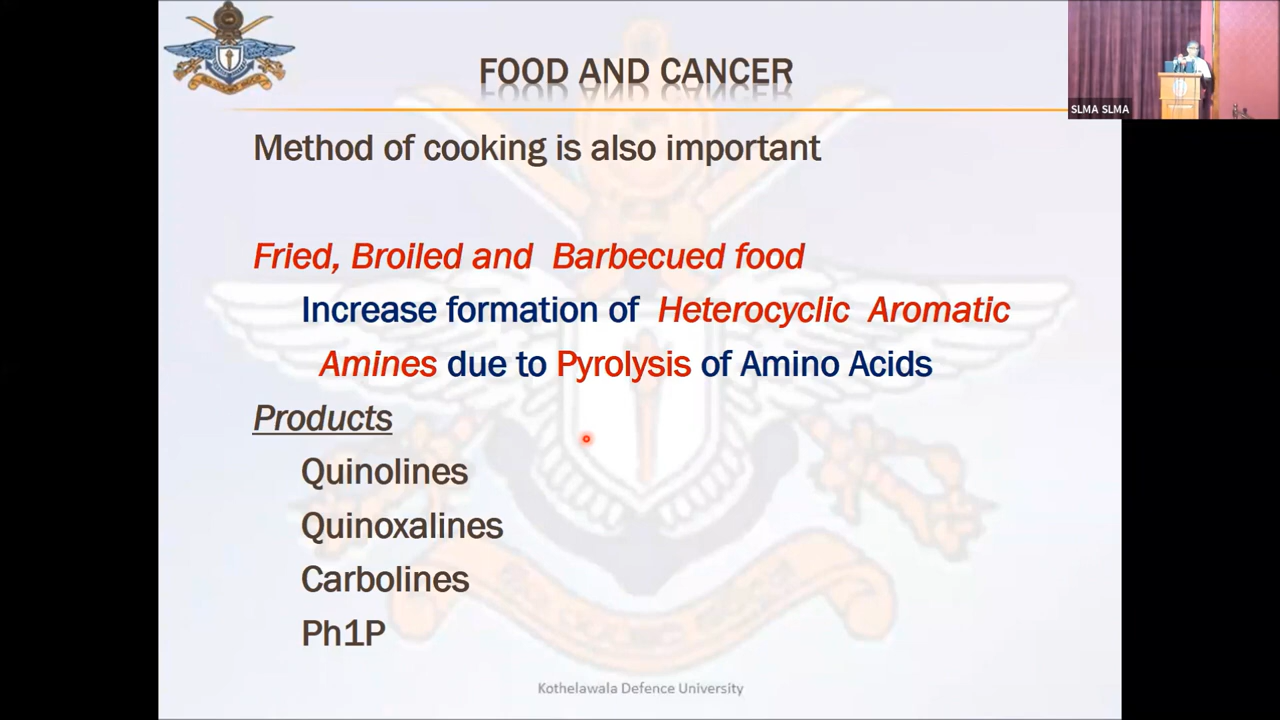 FOOD AND CANCER
SLMA SLMA
Method of cooking is also important
Fried, Broiled and Barbecued food
Increase formation of Heterocyclic Aromatic
Amines due to Pyrolysis of Amino Acids
Products
Quinolines
Quinoxalines
Carbolines
Ph1P
Kothelawala Defence University